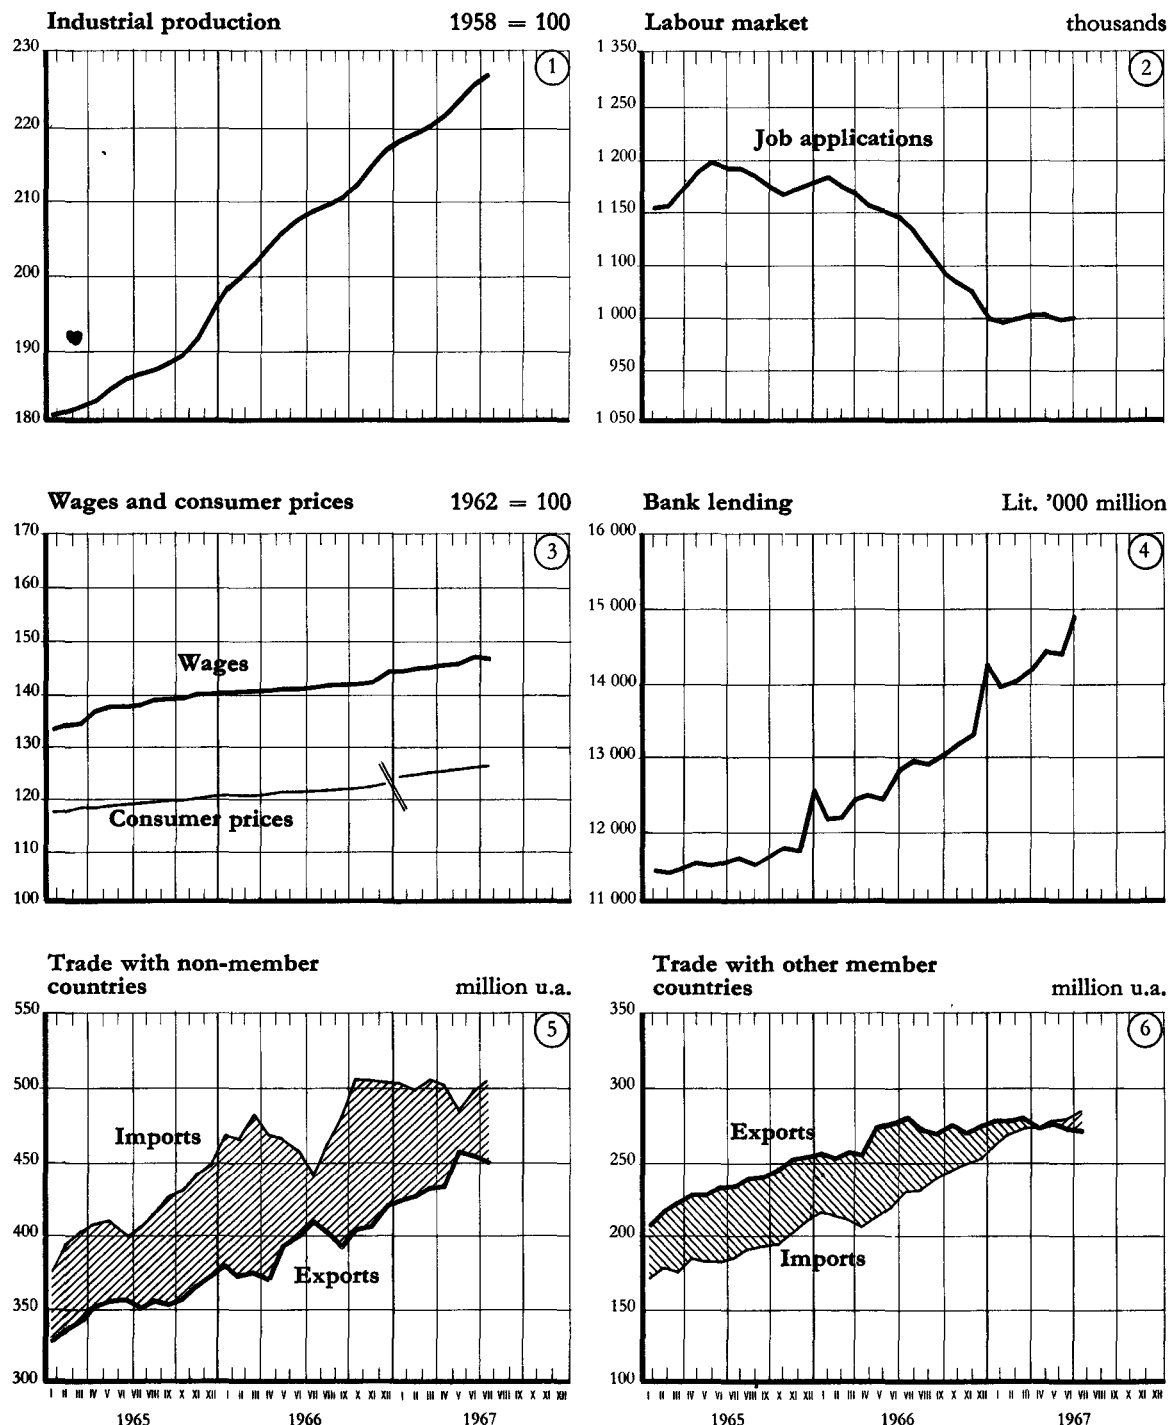 Industrial production 1958 = 100
1
230
220
210
200
190
180
Labour market thousands
2
1 350
1 250
1 200
1 150
1 100
1 000
950
1 050
Job applications
Wages and consumer prices 1962 = 100
3
170
160
150
140
130
120
110
100
Wages
Consumer prices
Bank lending Lit. '000 million
4
16 000
15 000
14 000
13 000
12 000
11 000
Trade with non-member
countries million u.a.
5
550
500
450
400
350
300
Imports
Exports
I II III IV V VI VII VIII IX X XI XII I II III IV V VI VII VIII IX X XI XII I II III IV V VI VII VIII IX X XI XII
1965 1966 1967
Trade with other member
countries million u.a.
6
350
300
250
200
150
100
Exports
Imports
I II III IV V VI VII VIII IX X XI XII I II III IV V VI VII VIII IX X XI XII I II III IV V VI VII VIII IX X XI XII
1965 1966 1967